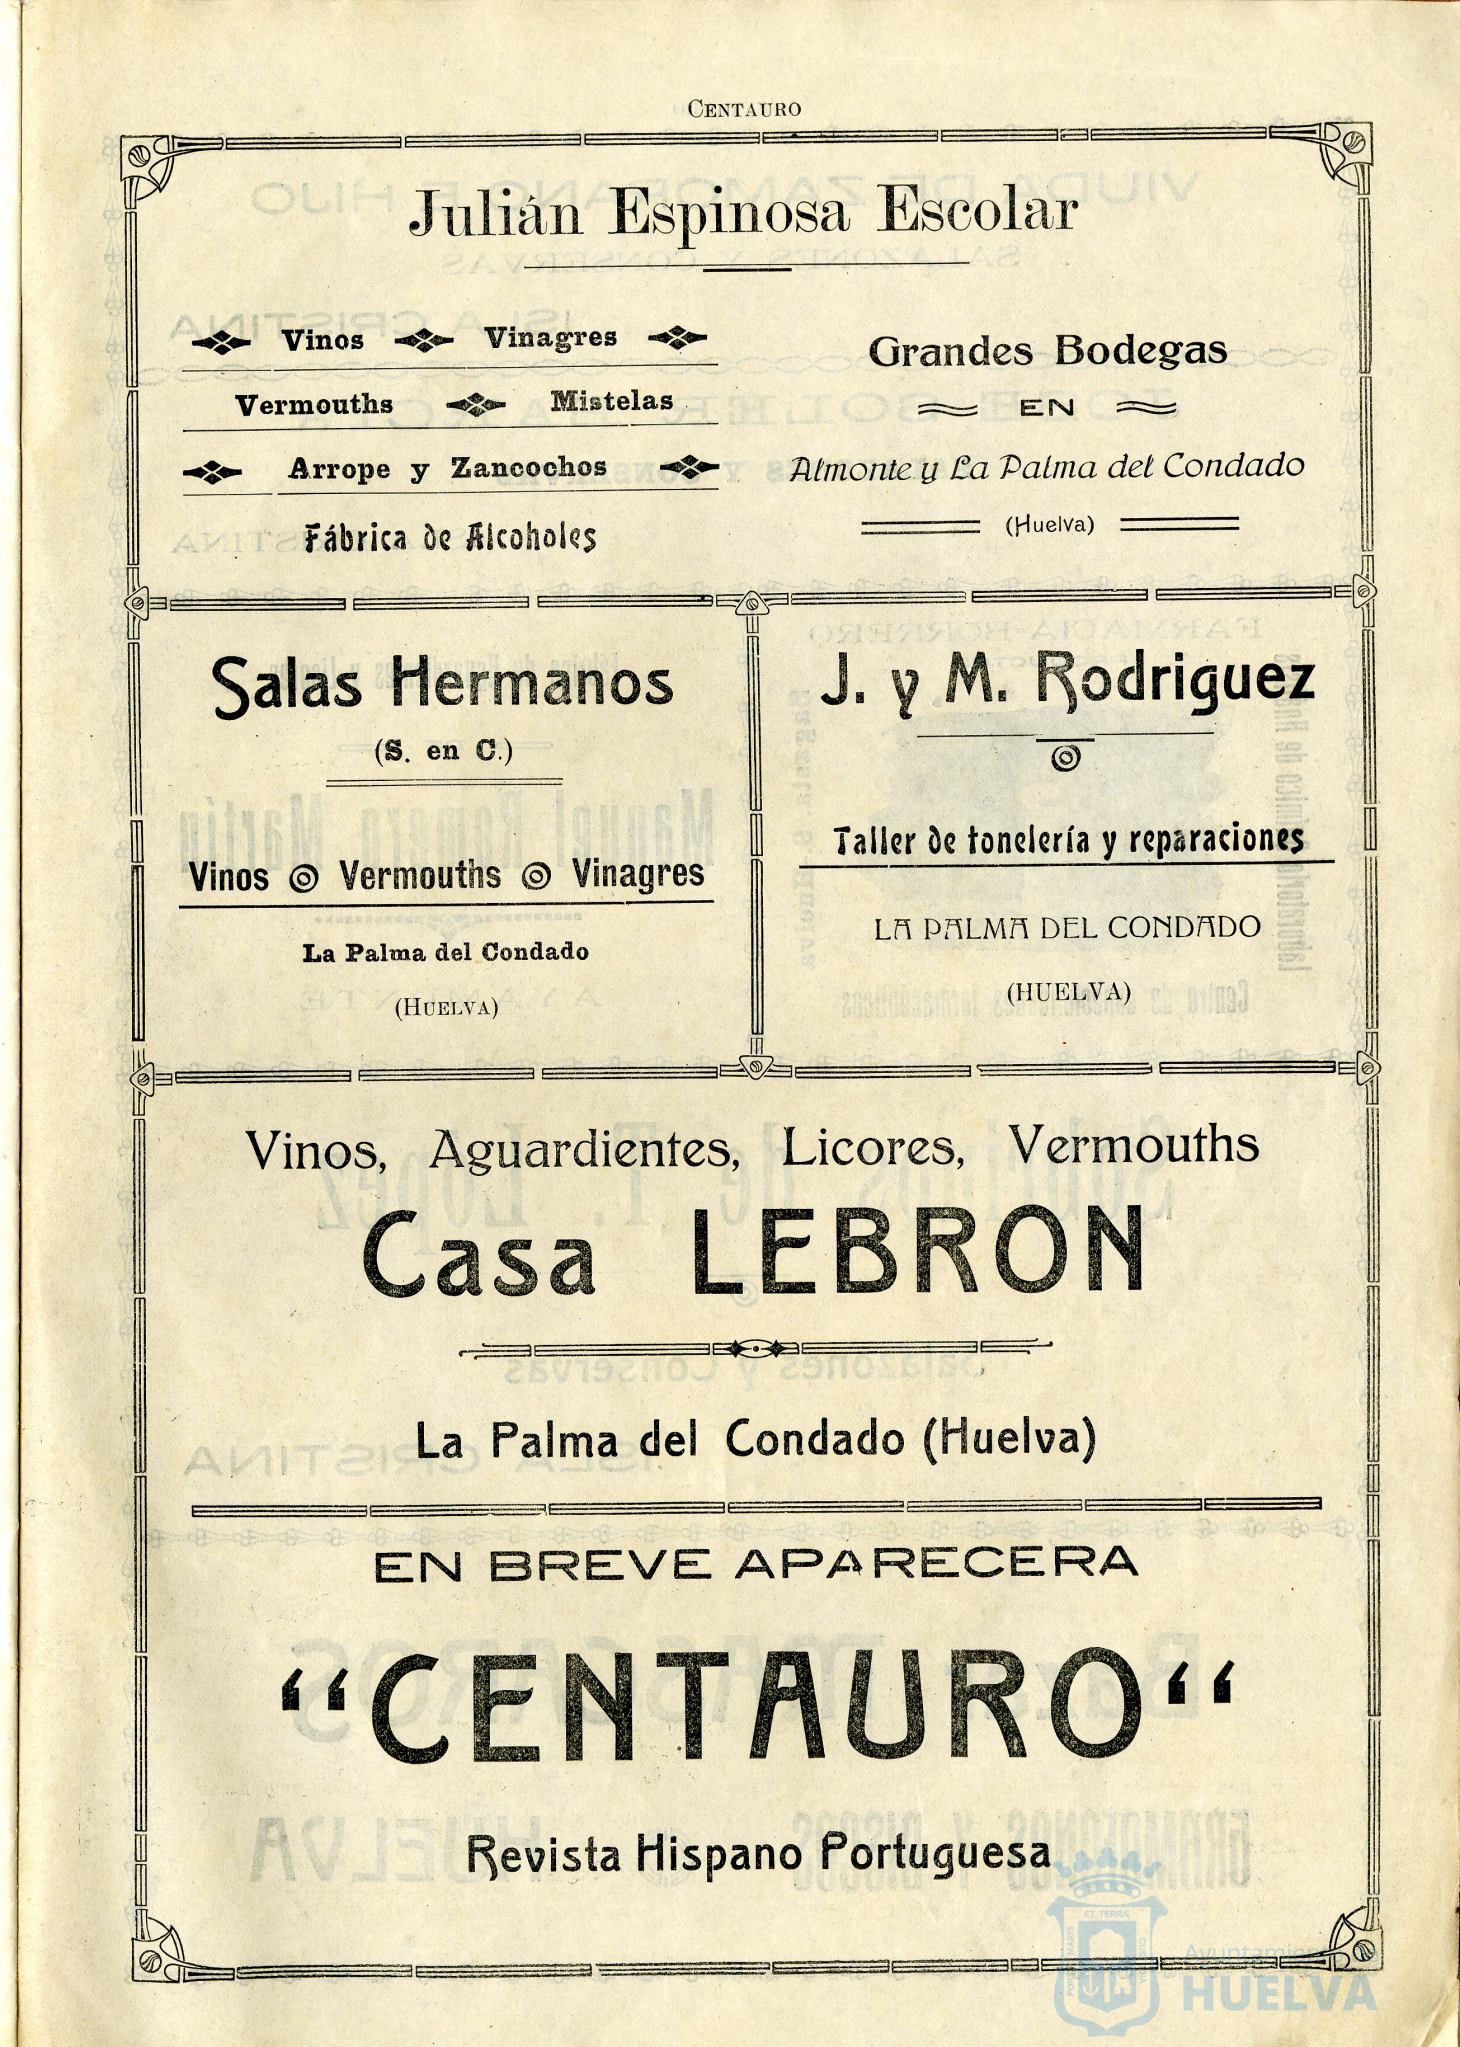 CENTAURO
Julián Espinosa Escolar
Vinos Vinagres
Vermouths Mistelas
Arrope y Zancochos
Fábrica de Alcoholes
Grandes Bodegas
EN
Almonte y La Palma del Condado
(Huelva)
Salas Hermanos
(S. en C.)
Vinos Vermouths Vinagres
La Palma del Condado
(HUELVA)
J. y M. Rodriguez
Taller de tonelería y reparaciones
LA PALMA DEL CONDADO
(HUELVA)
Vinos, Aguardientes, Licores, Vermouths
Casa LEBRON
La Palma del Condado (Huelva)
EN BREVE APARECERA
“CENTAURO“
Revista Hispano Portuguesa
HUELVA